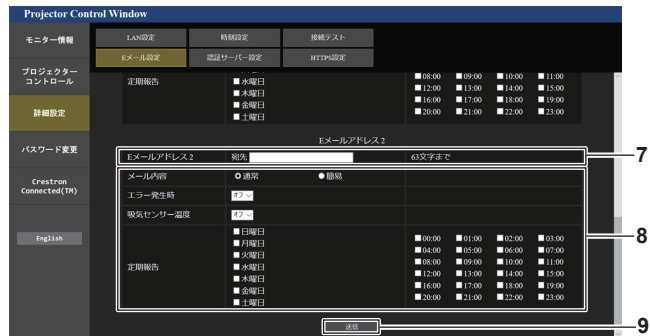 Projector Control Window
モニター情報
プロジェクター
コントロール
詳細設定
パスワード変更
Crestron
Connected(TM)
English
LAN設定 時刻設定 接続テスト
Eメール設定 認証サーバー設定 HTTPS設定
定期報告
水曜日
木曜日
金曜日
土曜日
08:00 09:00 10:00 11:00
12:00 13:00 14:00 15:00
16:00 17:00 18:00 19:00
20:00 21:00 22:00 23:00
Eメールアドレス2
Eメールアドレス2 宛先 63文字まで
7
メール内容 通常 簡易
エラー発生時 オフ
吸気センサー温度 オフ
定期報告
日曜日
月曜日
火曜日
水曜日
木曜日
金曜日
土曜日
00:00 01:00 02:00 03:00
04:00 05:00 06:00 07:00
08:00 09:00 10:00 11:00
12:00 13:00 14:00 15:00
16:00 17:00 18:00 19:00
20:00 21:00 22:00 23:00
8
送信
9